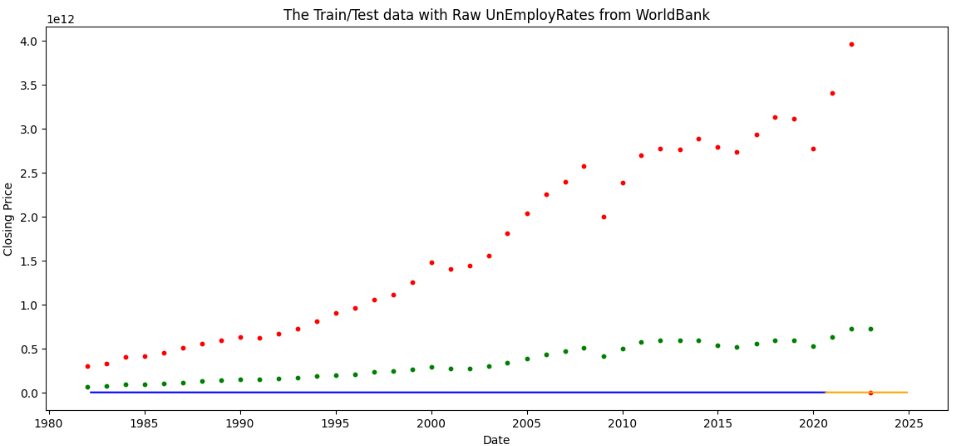 The Train/Test data with Raw UnEmployRates from WorldBank
1e12
4.0
3.5
3.0
2.5
2.0
1.5
1.0
0.5
0.0
Closing Price
1980 1985 1990 1995 2000 2005 2010 2015 2020 2025
Date